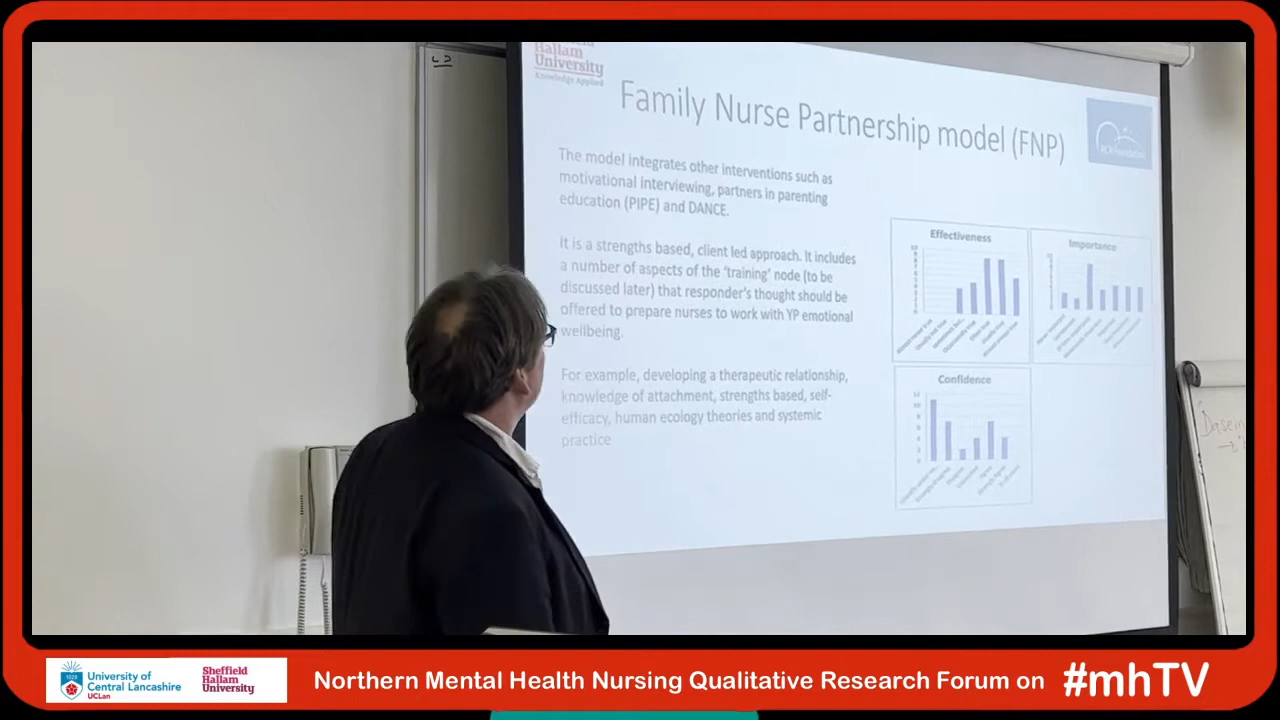 Sheffield
Hallam
University
Knowledge Applied
Family Nurse Partnership model (FNP)
RCN Foundation
The model integrates other interventions such as
motivational interviewing, partners in parenting
education (PIPE) and DANCE.
It is a strengths based, client led approach. It includes
a number of aspects of the ‘training’ node (to be
discussed later) that responder’s thought should be
offered to prepare nurses to work with YP emotional
wellbeing.
For example, developing a therapeutic relationship,
knowledge of attachment, strengths based, self-
efficacy, human ecology theories and systemic
practice
Effectiveness
Importance
Confidence
Dasein
University of
Central Lancashire
UCLan
Sheffield
Hallam
University
Northern Mental Health Nursing Qualitative Research Forum on #mhTV